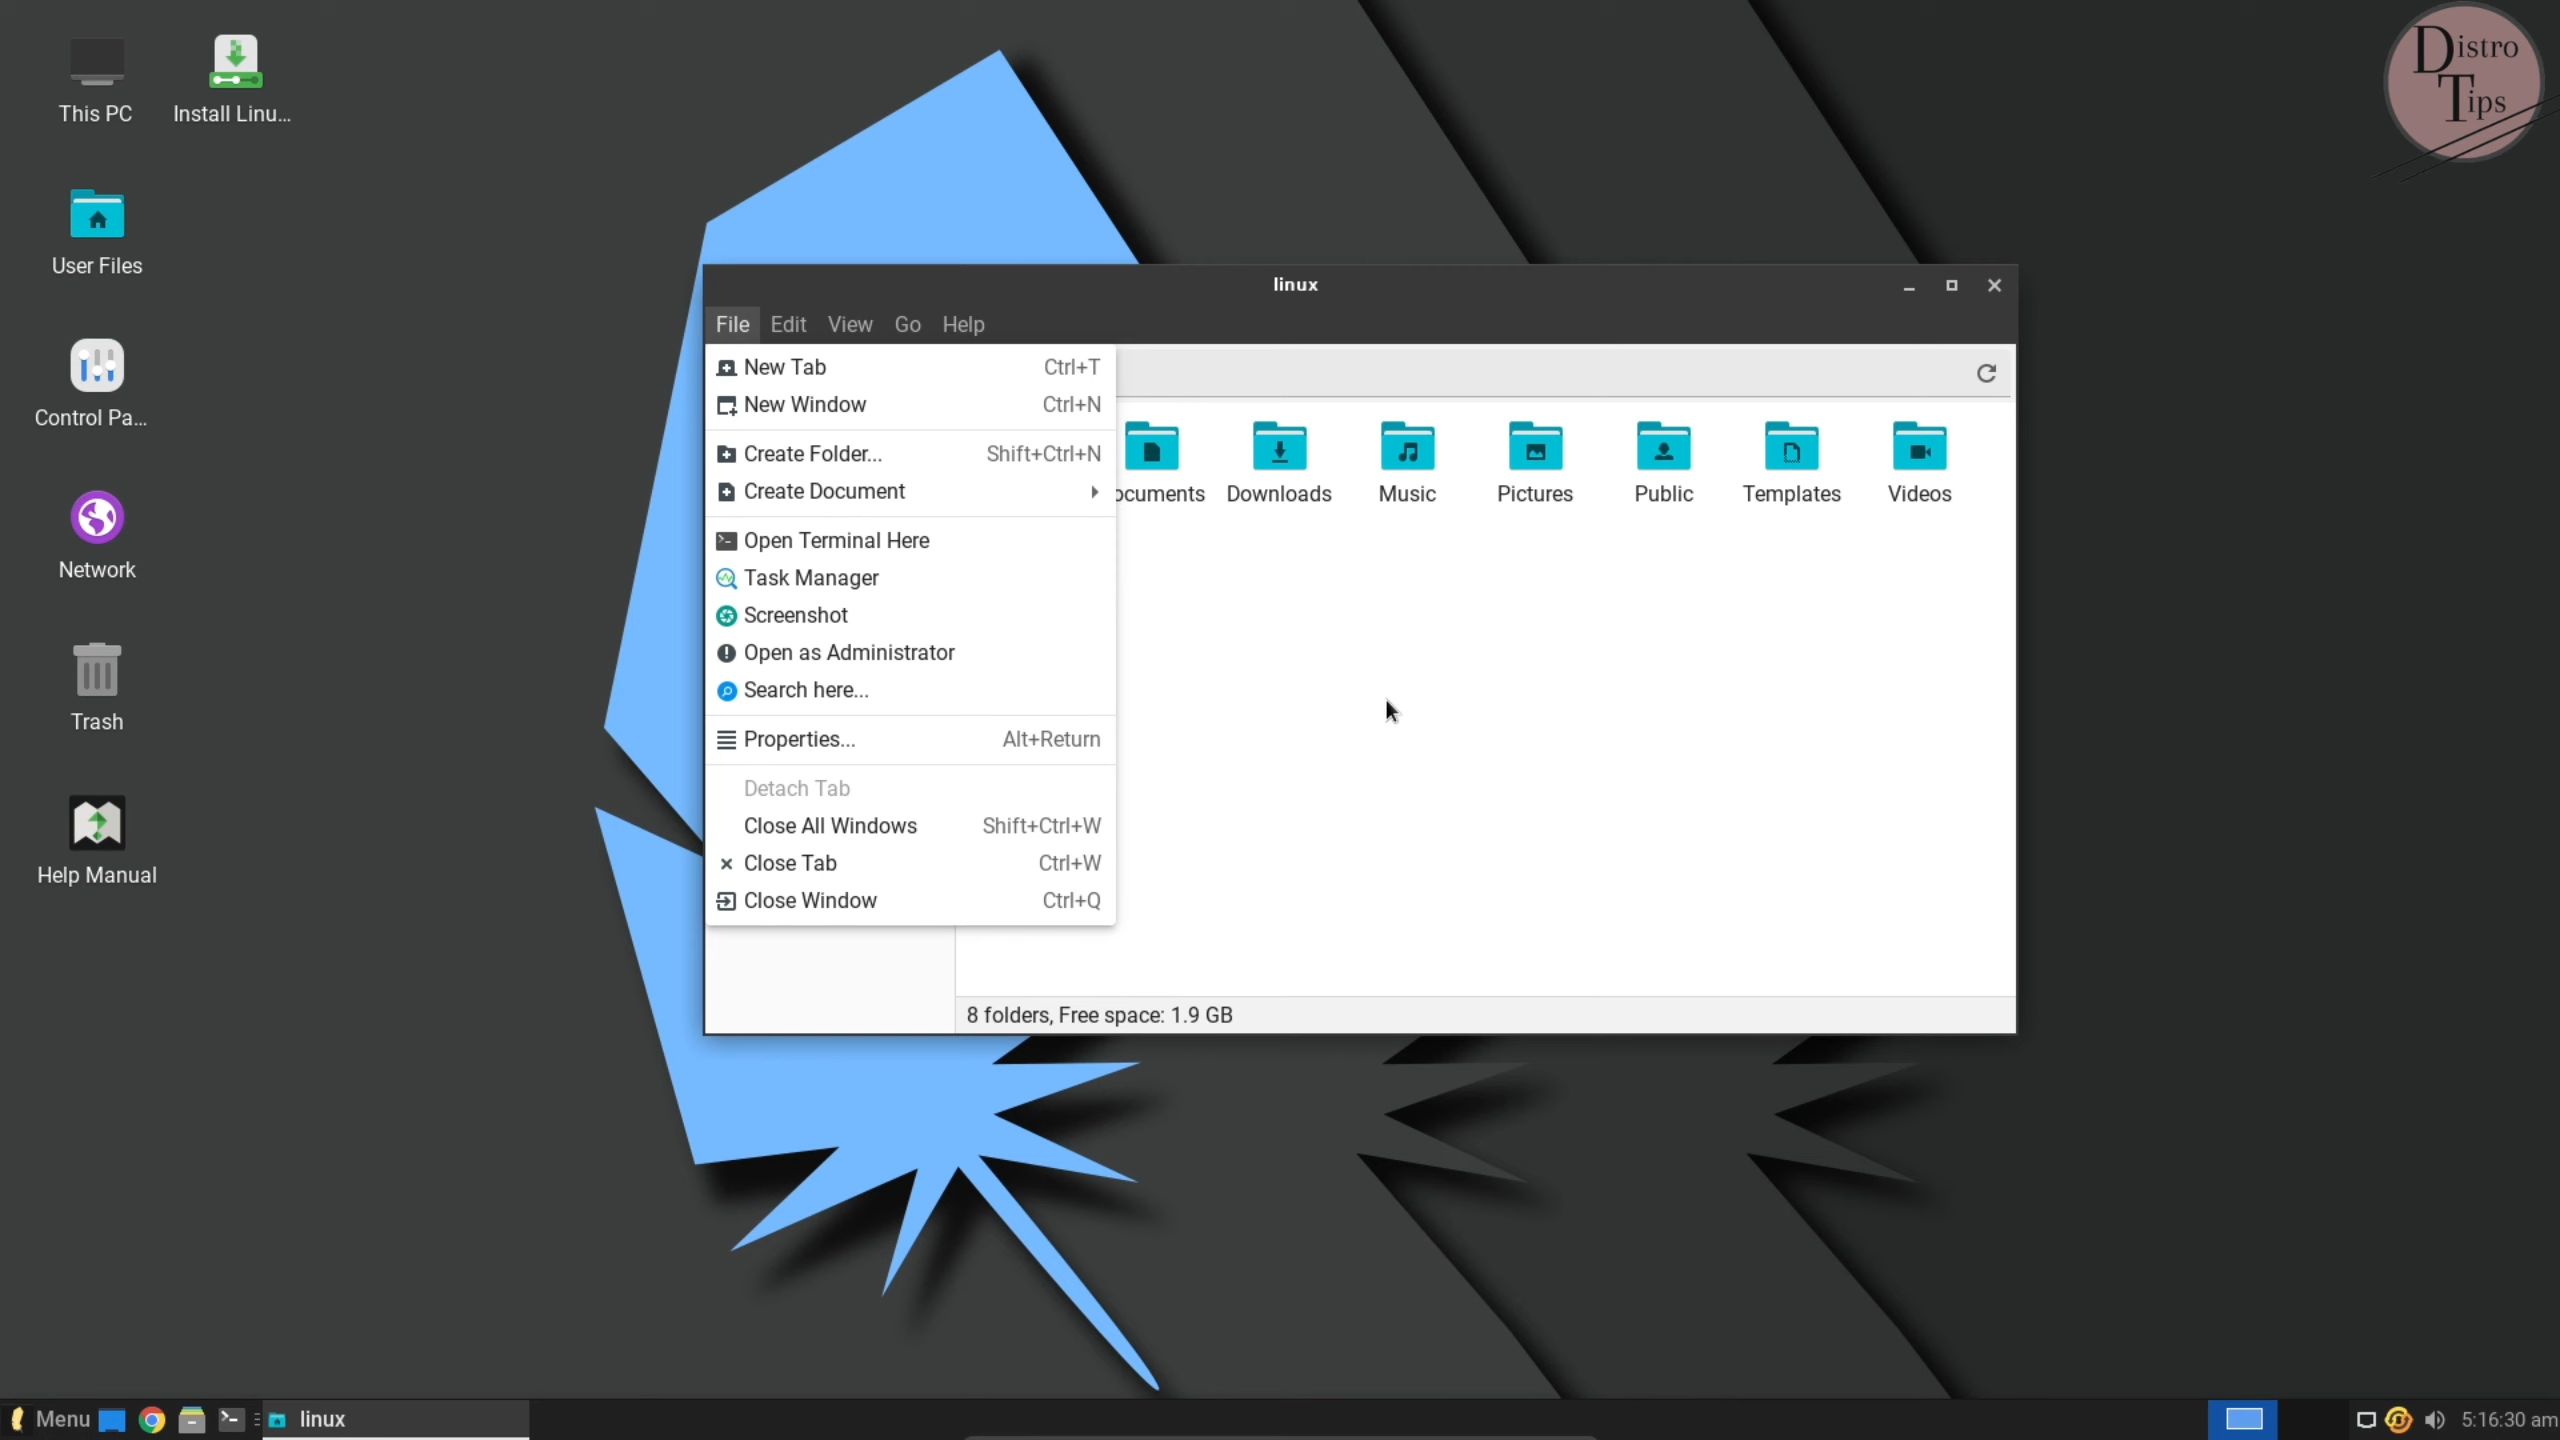 This PC
Install Linu...
User Files
Control Pa...
Network
Trash
Help Manual
Distro
Tips
linux
File Edit View Go Help
New Tab Ctrl+T
New Window Ctrl+N
Create Folder... Shift+Ctrl+N
Create Document
Open Terminal Here
Task Manager
Screenshot
Open as Administrator
Search here...
Properties... Alt+Return
Detach Tab
Close All Windows Shift+Ctrl+W
Close Tab Ctrl+W
Close Window Ctrl+Q
ocuments Downloads Music Pictures Public Templates Videos
8 folders, Free space: 1.9 GB
Menu linux 5:16:30 am